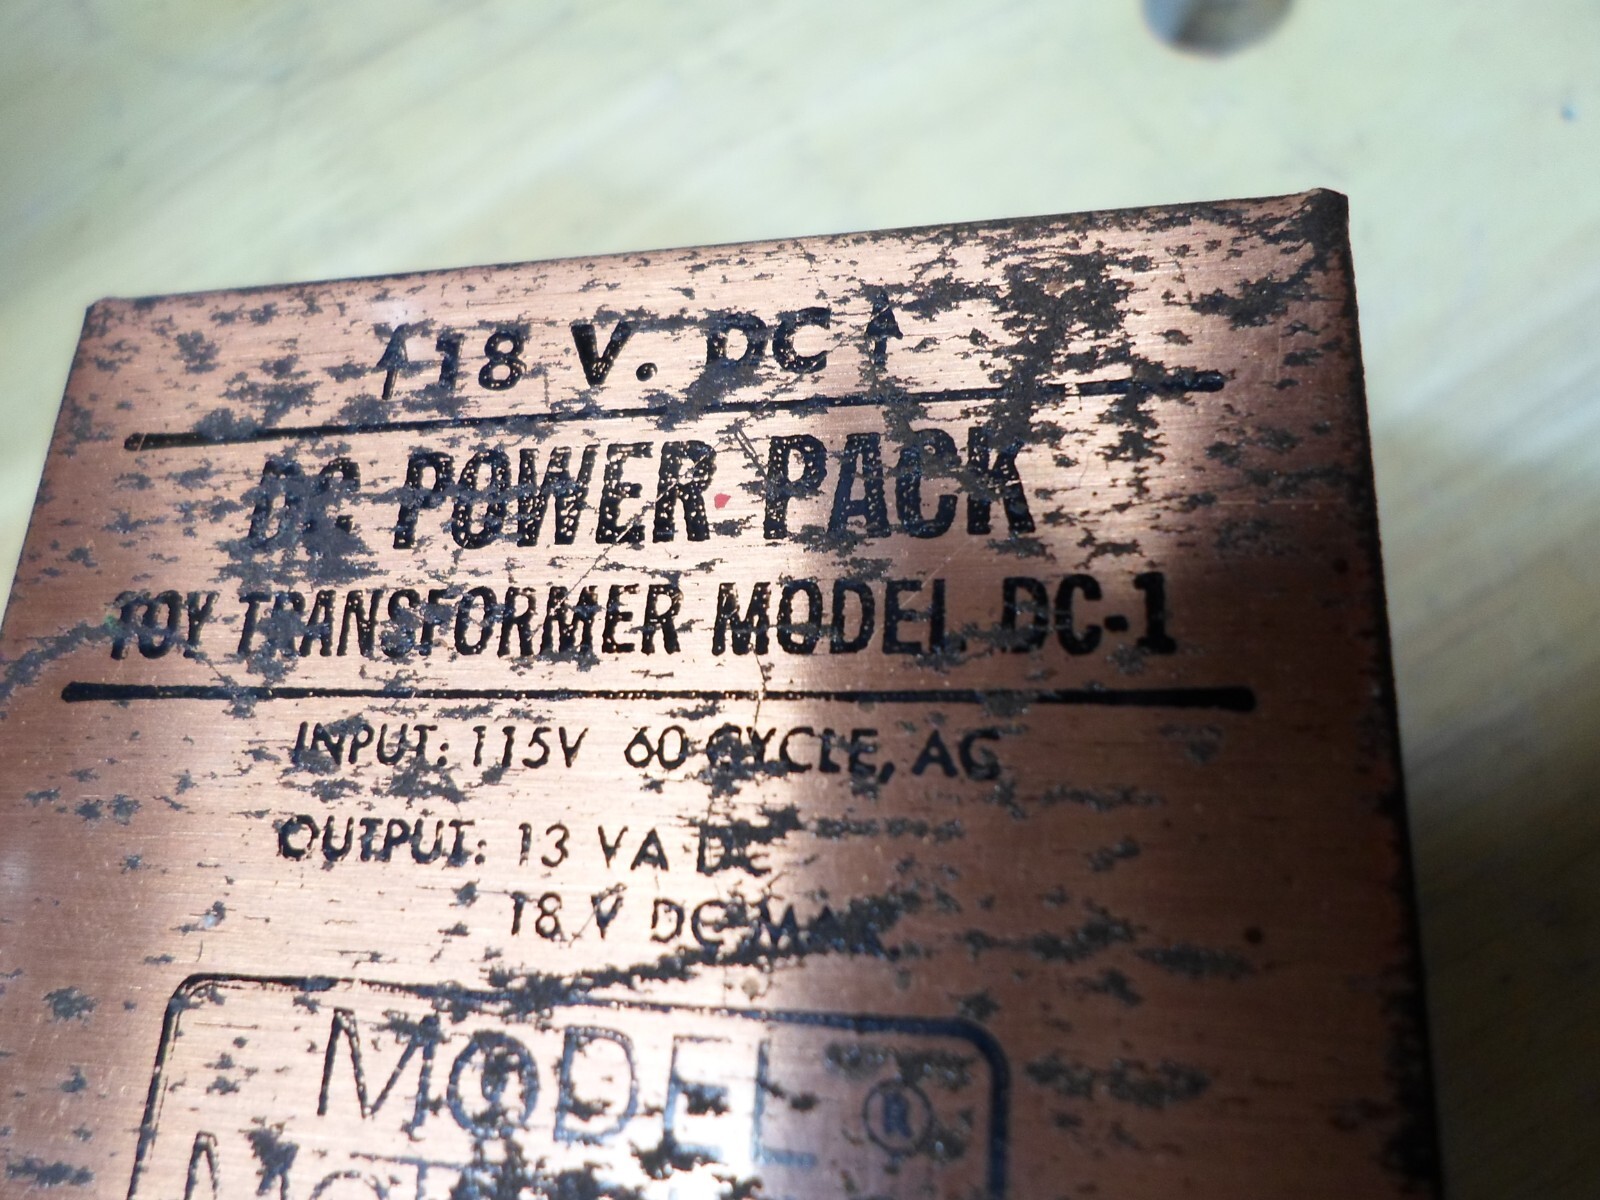 ↑ 18 V. DC ↑
DC POWER PACK
TOY TRANSFORMER MODEL DC-1
INPUT: 115V 60 CYCLE, AC
OUTPUT: 13 VA DC
18 V DC MAX
MODEL ®